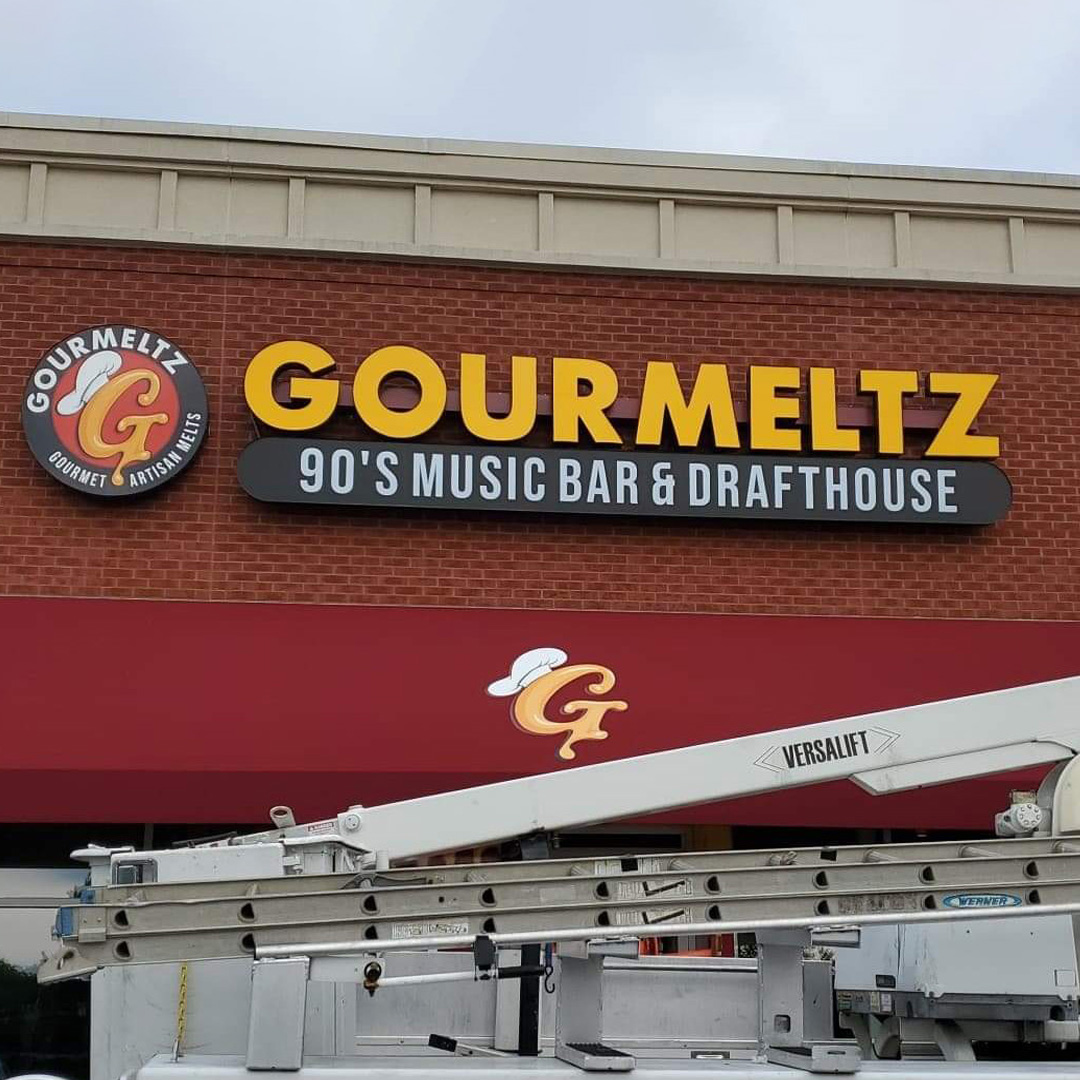 GOURMELTZ
GOURMET ARTISAN MELTS
G
GOURMELTZ
90'S MUSIC BAR & DRAFTHOUSE
G
VERSALIFT
WERNER